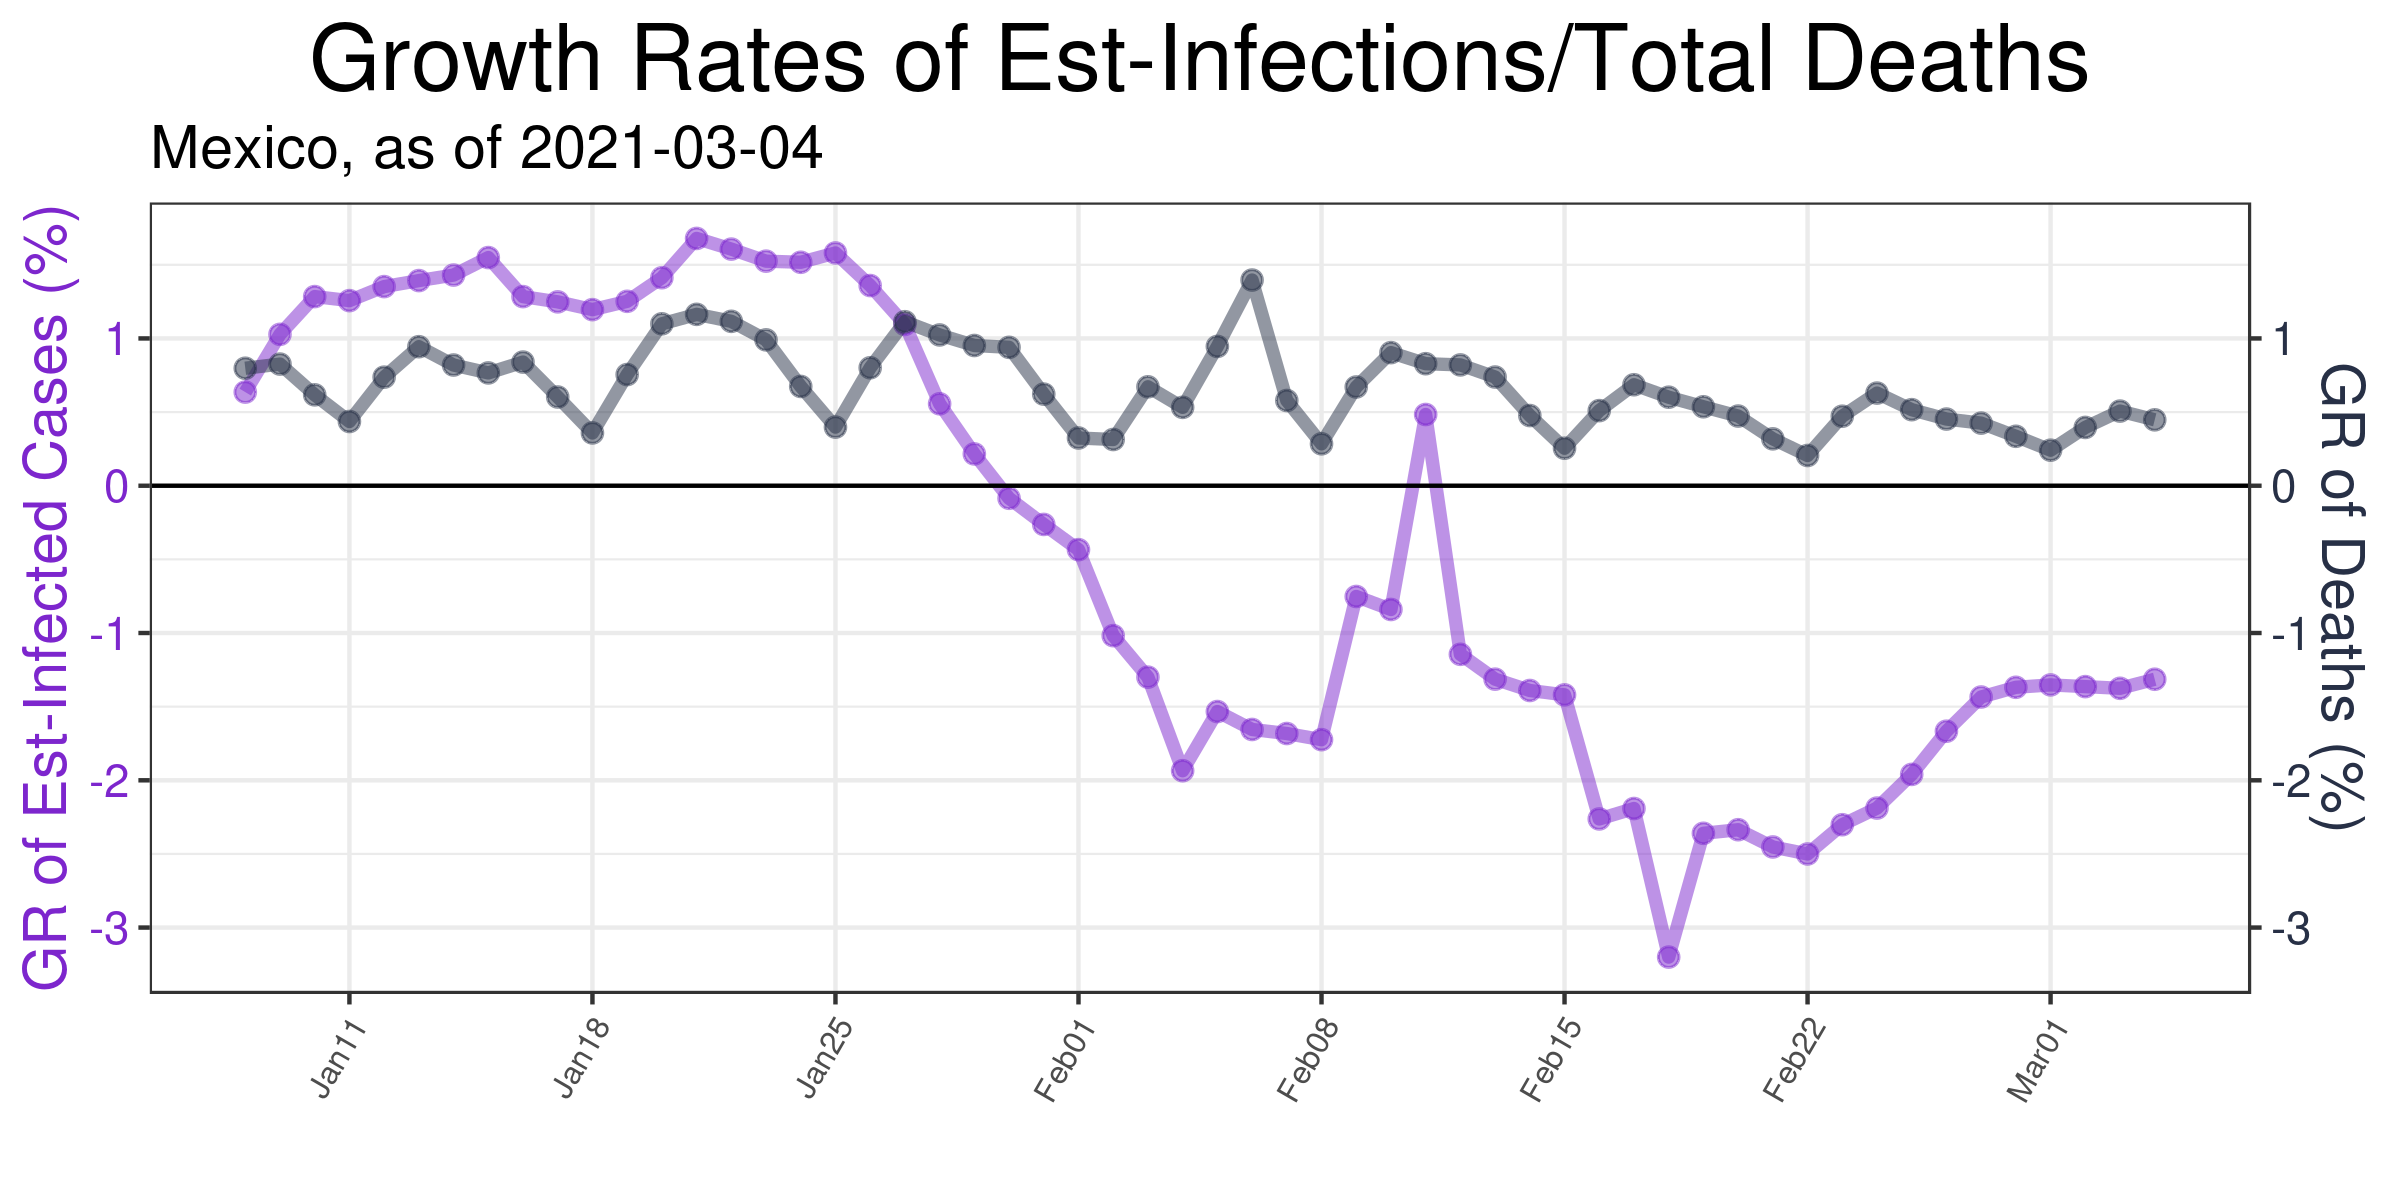 Growth Rates of Est-Infections/Total Deaths
Mexico, as of 2021-03-04
GR of Est-Infected Cases (%)
1
0
-1
-2
-3
1
0
-1
-2
-3
GR of Deaths (%)
Jan11
Jan18
Jan25
Feb01
Feb08
Feb15
Feb22
Mar01